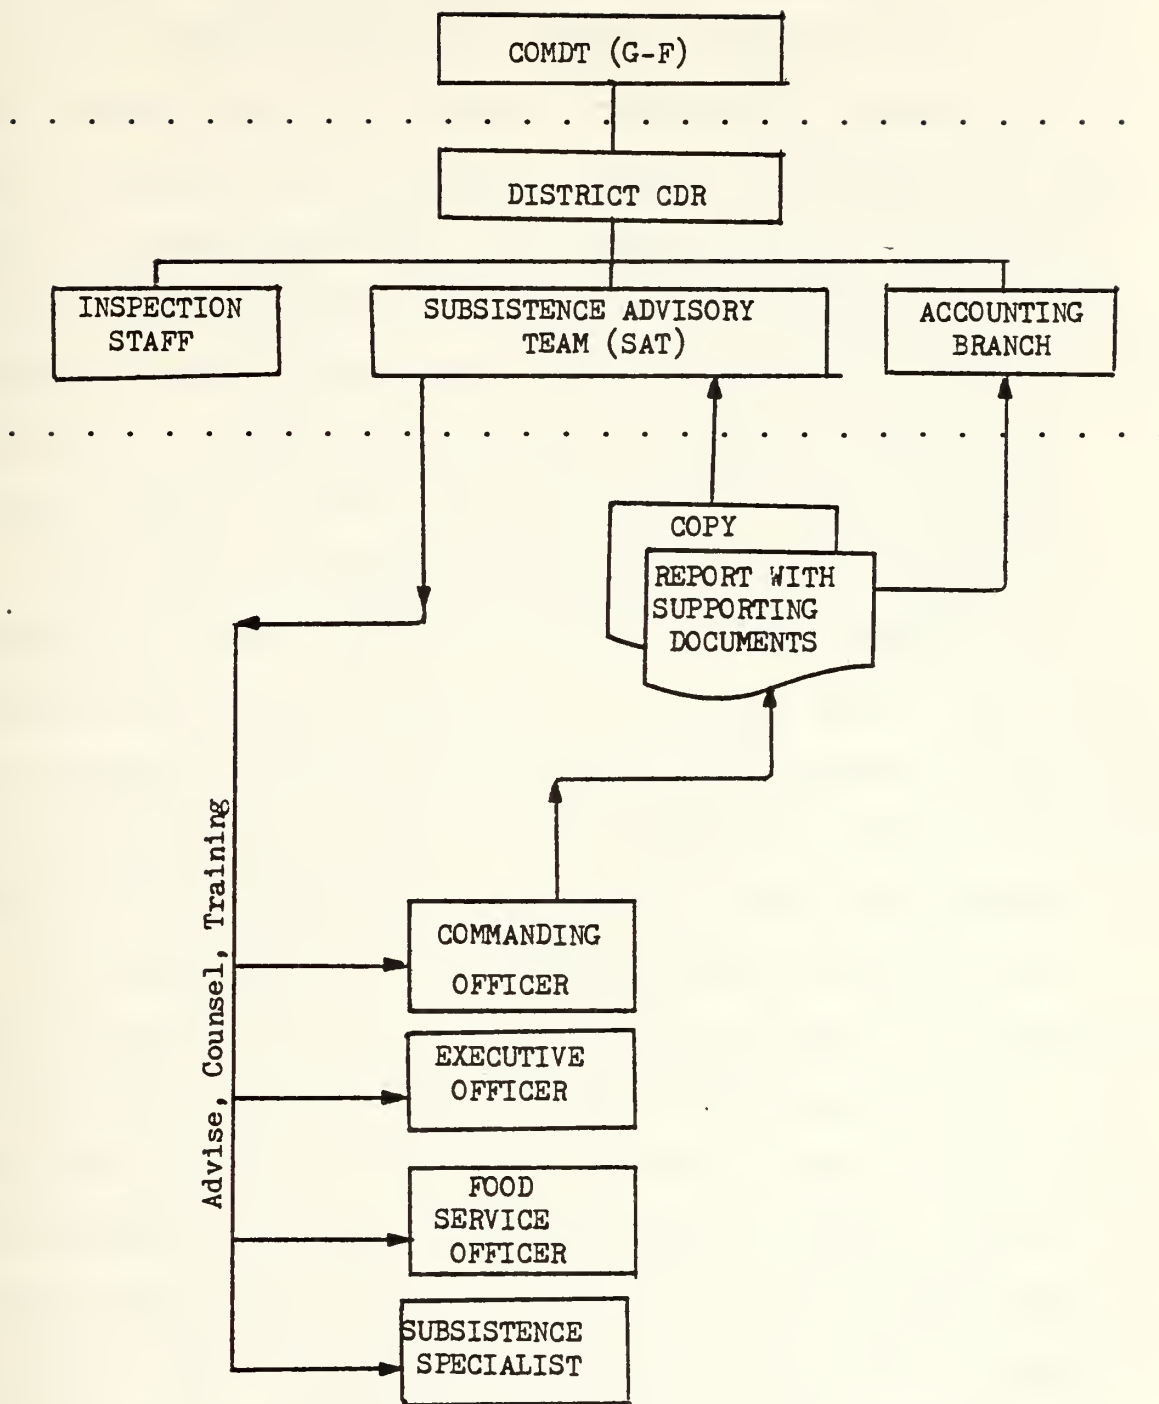 COMDT (G-F)
DISTRICT CDR
INSPECTION
STAFF
SUBSISTENCE ADVISORY
TEAM (SAT)
ACCOUNTING
BRANCH
COPY
REPORT WITH
SUPPORTING
DOCUMENTS
Advise, Counsel, Training
COMMANDING
OFFICER
EXECUTIVE
OFFICER
FOOD
SERVICE
OFFICER
SUBSISTENCE
SPECIALIST